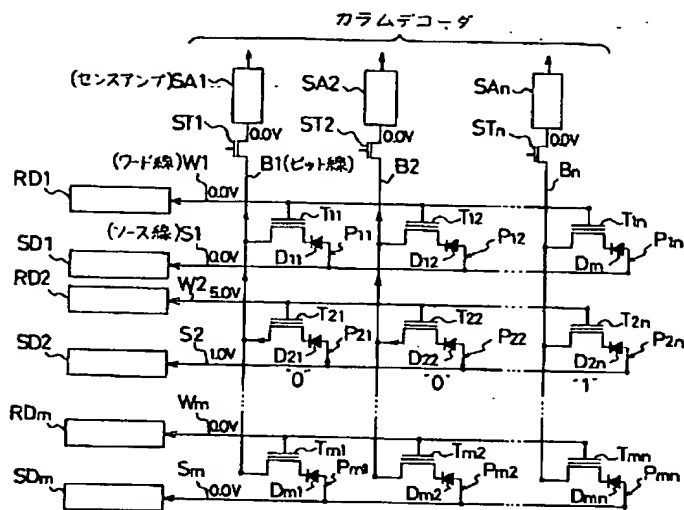 カラムデコーダ
(センスアンプ)SA1 SA2 SAn
0.0V 0.0V 0.0V
ST1 ST2 STn
(ワード線)W1 B1(ビット線) B2 Bn
RD1 0.0V
T11 T12 T1n
(ソース線)S1 P11 P12 P1n
SD1 0.0V D11 D12 Dm
RD2 W2 5.0V
T21 T22 T2n
S2 P21 P22 P2n
SD2 1.0V D21 D22 D2n
"0" "0" "1"
RDm Wm 0.0V
Tm1 Tm2 Tmn
Sm Pm1 Pm2 Pmn
SDm 0.0V Dm1 Dm2 Dmn